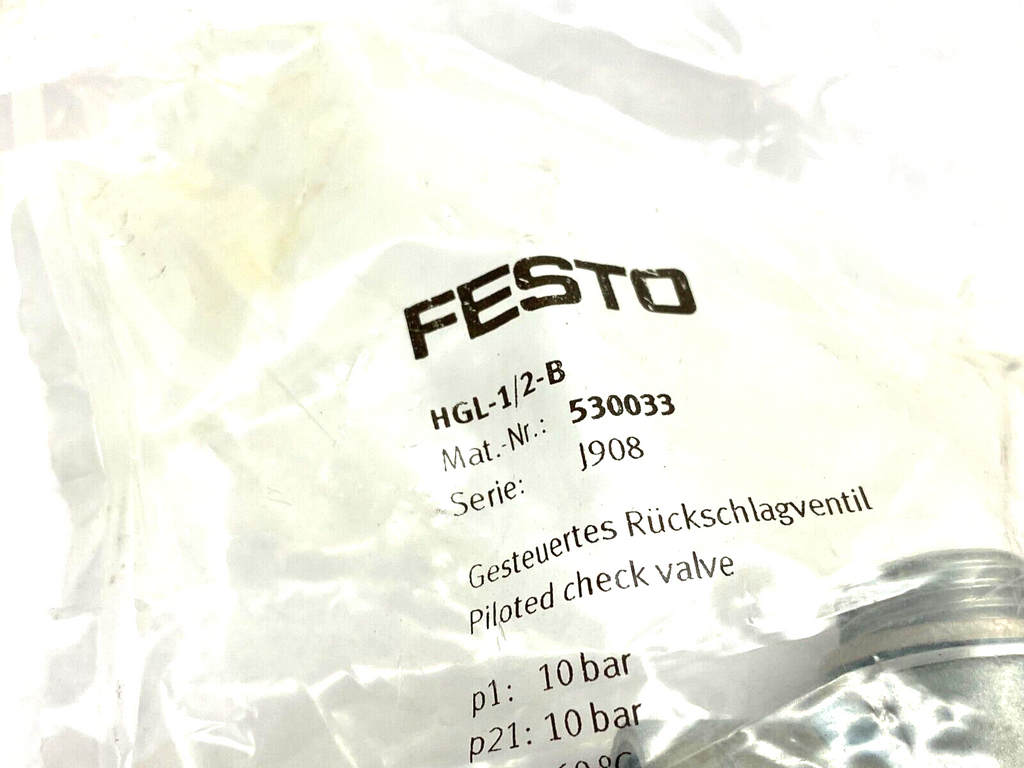 FESTO
HGL-1/2-B
Mat.-Nr.: 530033
Serie: J908
Gesteuertes Rückschlagventil
Piloted check valve
p1: 10 bar
p21: 10 bar